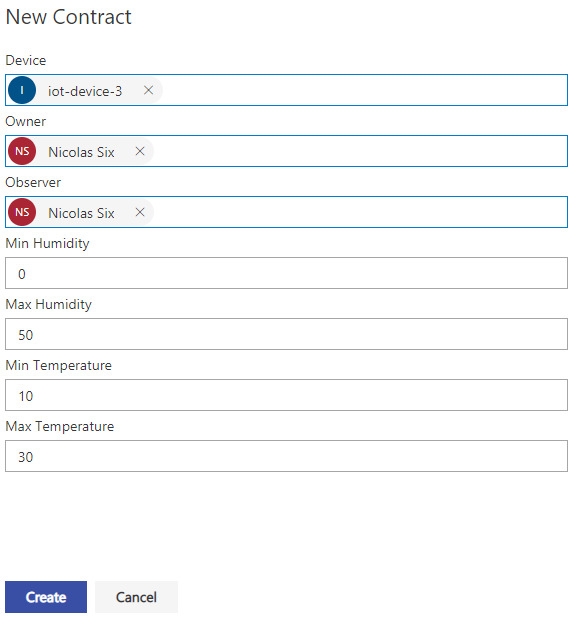 New Contract
Device
I iot-device-3
Owner
NS Nicolas Six
Observer
NS Nicolas Six
Min Humidity
0
Max Humidity
50
Min Temperature
10
Max Temperature
30
Create Cancel